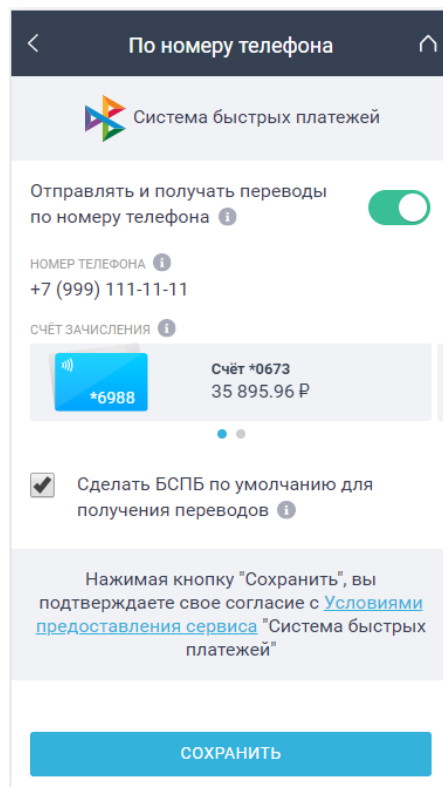 По номеру телефона
Система быстрых платежей
Отправлять и получать переводы
по номеру телефона
НОМЕР ТЕЛЕФОНА
+7 (999) 111-11-11
СЧЁТ ЗАЧИСЛЕНИЯ
*6988
Счёт *0673
35 895.96 ₽
Сделать БСПБ по умолчанию для
получения переводов
Нажимая кнопку "Сохранить", вы
подтверждаете свое согласие с Условиями
предоставления сервиса "Система быстрых
платежей"
СОХРАНИТЬ